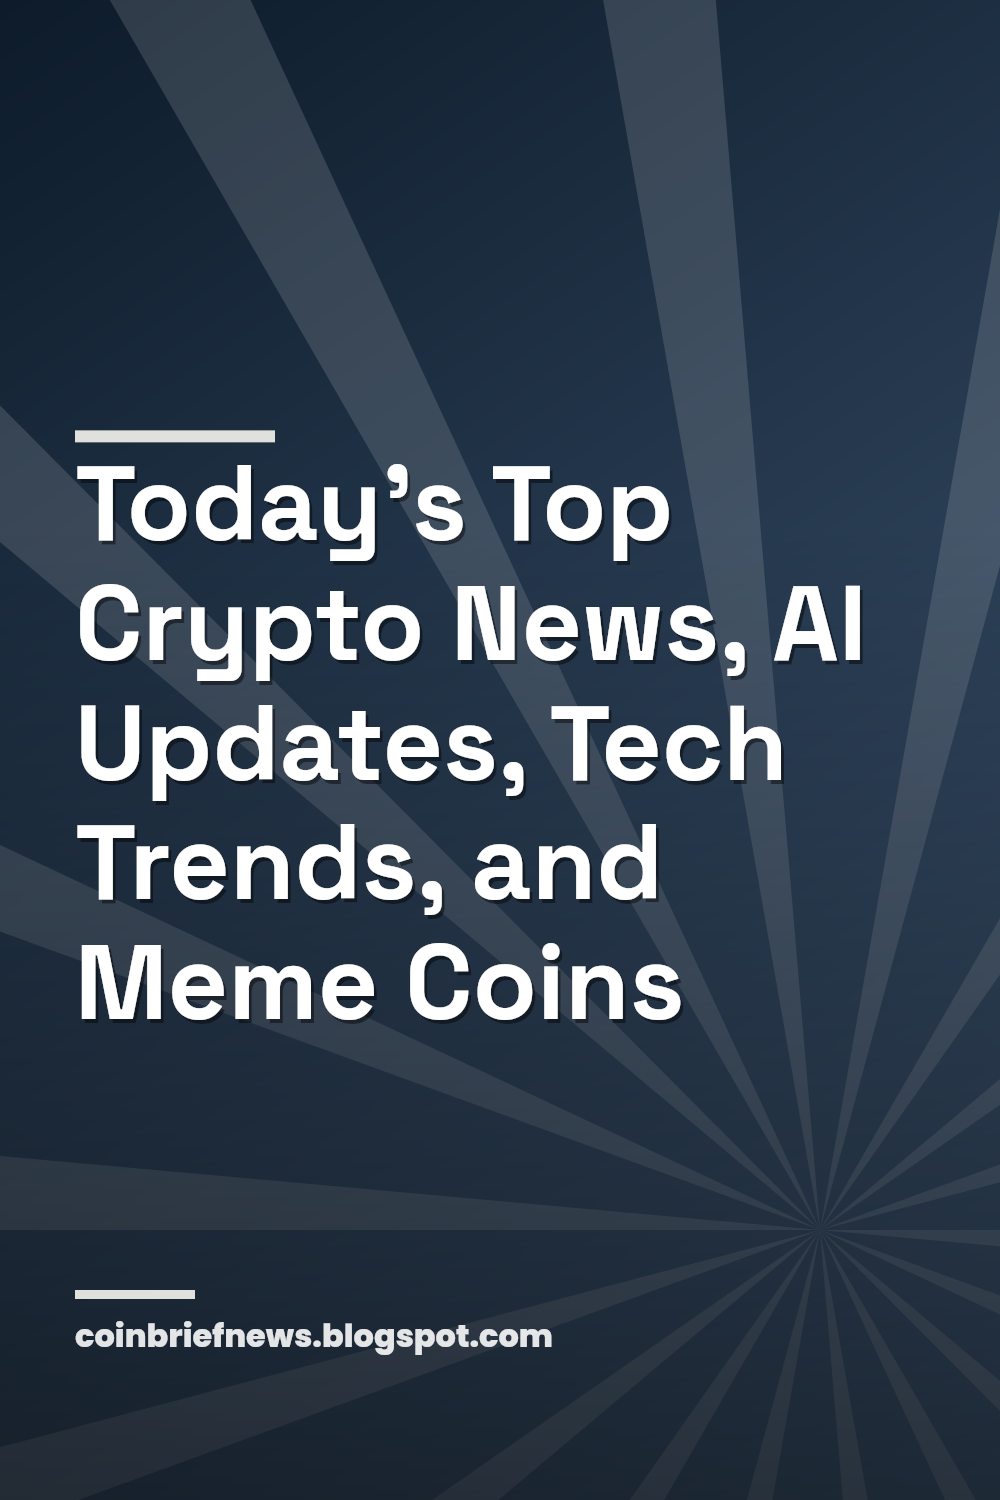 Today’s Top
Crypto News, AI
Updates, Tech
Trends, and
Meme Coins
coinbriefnews.blogspot.com